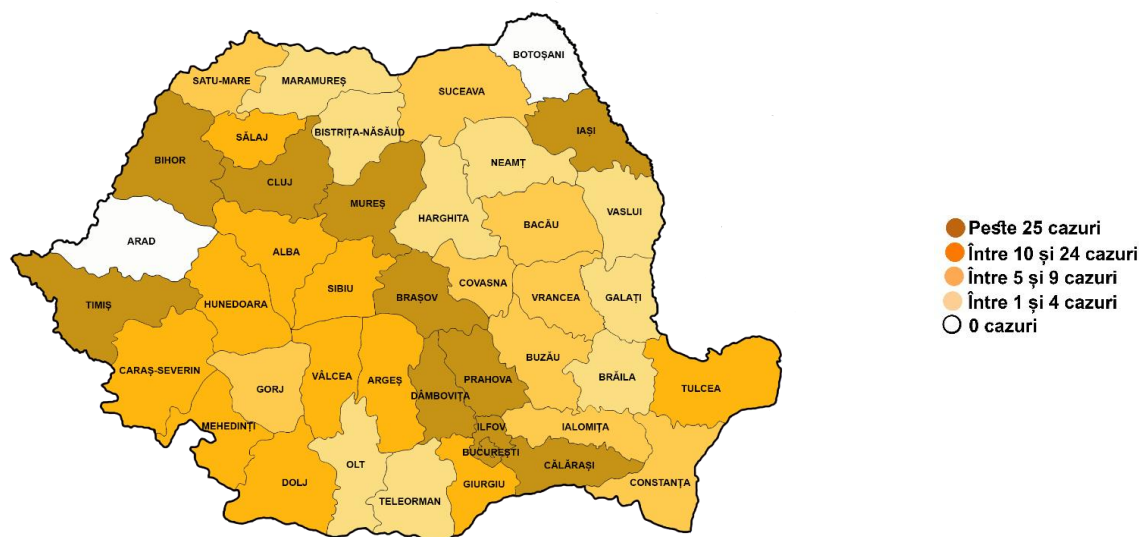 BOTOȘANI
SATU-MARE
MARAMUREȘ
SUCEAVA
SĂLAJ
BISTRIȚA-NĂSĂUD
IAȘI
BIHOR
CLUJ
NEAMȚ
MUREȘ
HARGHITA
VASLUI
BACĂU
ARAD
ALBA
COVASNA
SIBIU
BRAȘOV
VRANCEA
GALAȚI
TIMIȘ
HUNEDOARA
BUZĂU
CARAȘ-SEVERIN
VÂLCEA
ARGEȘ
PRAHOVA
BRĂILA
TULCEA
GORJ
DÂMBOVIȚA
MEHEDINȚI
ILFOV
IALOMIȚA
BUCUREȘTI
OLT
CĂLĂRAȘI
DOLJ
GIURGIU
CONSTANȚA
TELEORMAN
Peste 25 cazuri
Între 10 și 24 cazuri
Între 5 și 9 cazuri
Între 1 și 4 cazuri
0 cazuri